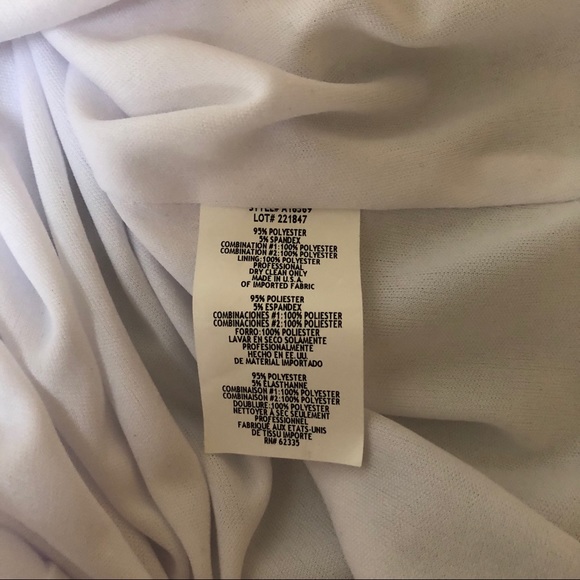 STYLE# A16369
LOT# 221847
95% POLYESTER
5% SPANDEX
COMBINATION #1:100% POLYESTER
COMBINATION #2:100% POLYESTER
LINING:100% POLYESTER
PROFESSIONAL
DRY CLEAN ONLY
MADE IN U.S.A.
OF IMPORTED FABRIC
95% POLIESTER
5% ESPANDEX
COMBINACIONES #1:100% POLIESTER
COMBINACIONES #2:100% POLIESTER
FORRO:100% POLIESTER
LAVAR EN SECO SOLAMENTE
PROFESIONALMENTE
HECHO EN EE.UU.
DE MATERIAL IMPORTADO
95% POLYESTER
5% ELASTHANNE
COMBINAISON #1:100% POLYESTER
COMBINAISON #2:100% POLYESTER
DOUBLURE:100% POLYESTER
NETTOYER A SEC SEULEMENT
PROFESSIONNEL
FABRIQUE AUX ETATS-UNIS
DE TISSU IMPORTE
RN# 62335